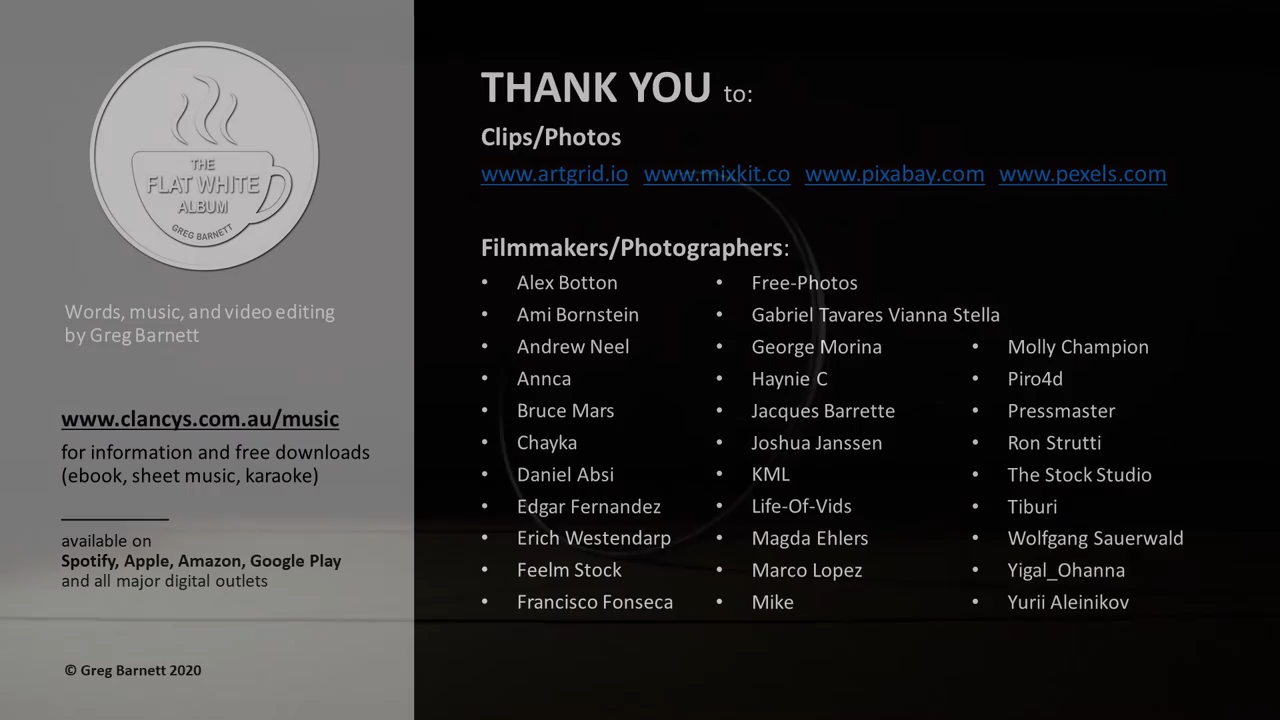 THE
FLAT WHITE
ALBUM
GREG BARNETT
Words, music, and video editing
by Greg Barnett
www.clancys.com.au/music
for information and free downloads
(ebook, sheet music, karaoke)
available on
Spotify, Apple, Amazon, Google Play
and all major digital outlets
© Greg Barnett 2020
THANK YOU to:
Clips/Photos
www.artgrid.io www.mixkit.co www.pixabay.com www.pexels.com
Filmmakers/Photographers:
• Alex Botton
• Ami Bornstein
• Andrew Neel
• Annca
• Bruce Mars
• Chayka
• Daniel Absi
• Edgar Fernandez
• Erich Westendarp
• Feelm Stock
• Francisco Fonseca
• Free-Photos
• Gabriel Tavares Vianna Stella
• George Morina
• Haynie C
• Jacques Barrette
• Joshua Janssen
• KML
• Life-Of-Vids
• Magda Ehlers
• Marco Lopez
• Mike
• Molly Champion
• Piro4d
• Pressmaster
• Ron Strutti
• The Stock Studio
• Tiburi
• Wolfgang Sauerwald
• Yigal_Ohanna
• Yurii Aleinikov